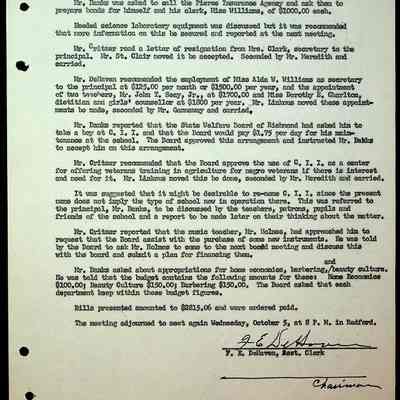 Mr. Banks was asked to call the Pierce Insurance Agency and ask them to
prepare bonds for himself and his clerk, Miss Williams, of $1000.00 each.
Needed science laboratory equipment was discussed but it was recommended
that more information on this be secured and reported at the next meeting.
Mr. Critzer read a letter of resignation from Mrs. Clark, secretary to the
principal. Mr. St. Clair moved it be accepted. Seconded by Mr. Meredith and
carried.
Mr. DeHaven recommended the employment of Miss Alda W. Williams as secretary
to the principal at $125.00 per month or $1500.00 per year, and the appointment
of two teachers, Mr. John I. Seay, Jr., at $1700.00 and Miss Dorothy E. Charlton,
dietitian and girls' counsellor at $1800 per year. Mr. Linkous moved these appoint-
ments be made, seconded by Mr. Gannaway and carried.
Mr. Banks reported that the State Welfare Board of Richmond had asked him to
take a boy at C. I. I. and that the Board would pay $1.75 per day for his main-
tenance at the school. The Board approved this arrangement and instructed Mr. Banks
to accept him on this arrangement.
Mr. Critzer recommended that the Board approve the use of C. I. I. as a center
for offering veterans training in agriculture for negro veterans if there is interest
and need for it. Mr. Linkous moved this be done, seconded by Mr. Meredith and carried.
It was suggested that it might be desirable to re-name C. I. I. since the present
name does not imply the type of school now in operation there. This was referred to
the principal, Mr. Banks, to be discussed by the teachers, patrons, pupils and
friends of the school and a report to be made later on their thinking about the matter.
Mr. Critzer reported that the music teacher, Mr. Holmes, had approached him to
request that the Board assist with the purchase of some new instruments. He was told
by the Board to ask Mr. Holmes to come to the next board meeting and discuss this
with the board and submit a plan for financing them.
and
Mr. Banks asked about appropriations for home economics, barbering,/beauty culture.
He was told that the budget contains the following amounts for these: Home Economics
$100.00; Beauty Culture $150.00; Barbering $150.00. The Board asked that each
department keep within these budget figures.
Bills presented amounted to $2815.06 and were ordered paid.
The meeting adjourned to meet again Wednesday, October 5, at 8 P. M. in Radford.
F E DeHaven
F. E. DeHaven, Asst. Clerk
Chairman